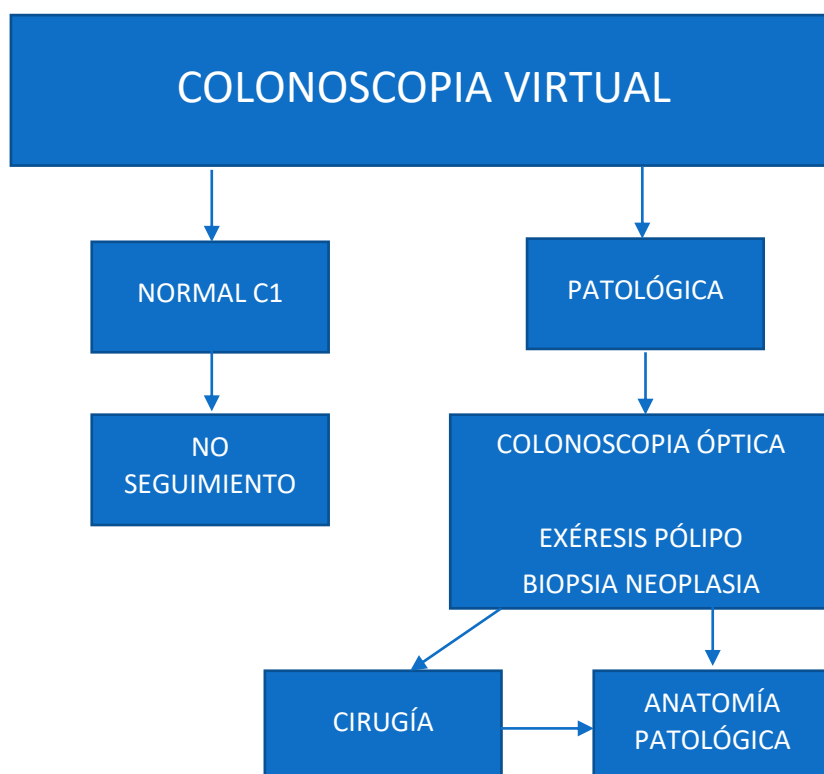 COLONOSCOPIA VIRTUAL
NORMAL C1
PATOLÓGICA
NO
SEGUIMIENTO
COLONOSCOPIA ÓPTICA
EXÉRESIS PÓLIPO
BIOPSIA NEOPLASIA
CIRUGÍA
ANATOMÍA
PATOLÓGICA